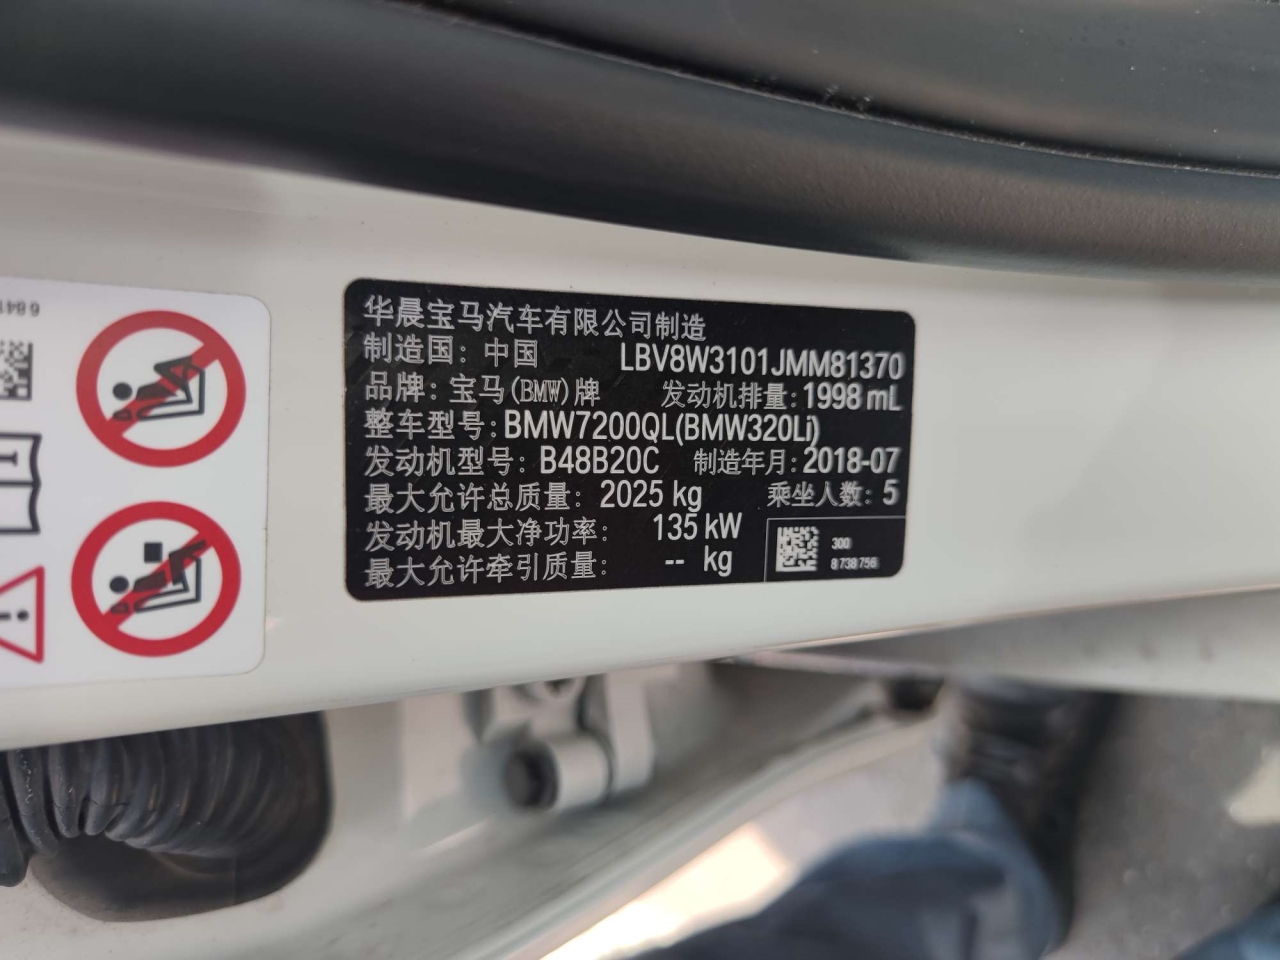 华晨宝马汽车有限公司制造
制造国：中国 LBV8W3101JMM81370
品牌：宝马(BMW)牌 发动机排量：1998 mL
整车型号：BMW7200QL(BMW320Li)
发动机型号：B48B20C 制造年月：2018-07
最大允许总质量：2025 kg 乘坐人数：5
发动机最大净功率：135 kW
最大允许牵引质量：-- kg
300
8 738 756